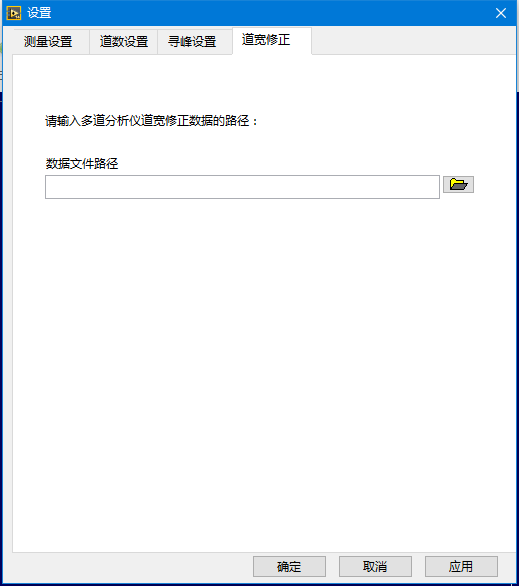 设置
测量设置
道数设置
寻峰设置
道宽修正
请输入多道分析仪道宽修正数据的路径：
数据文件路径
确定
取消
应用